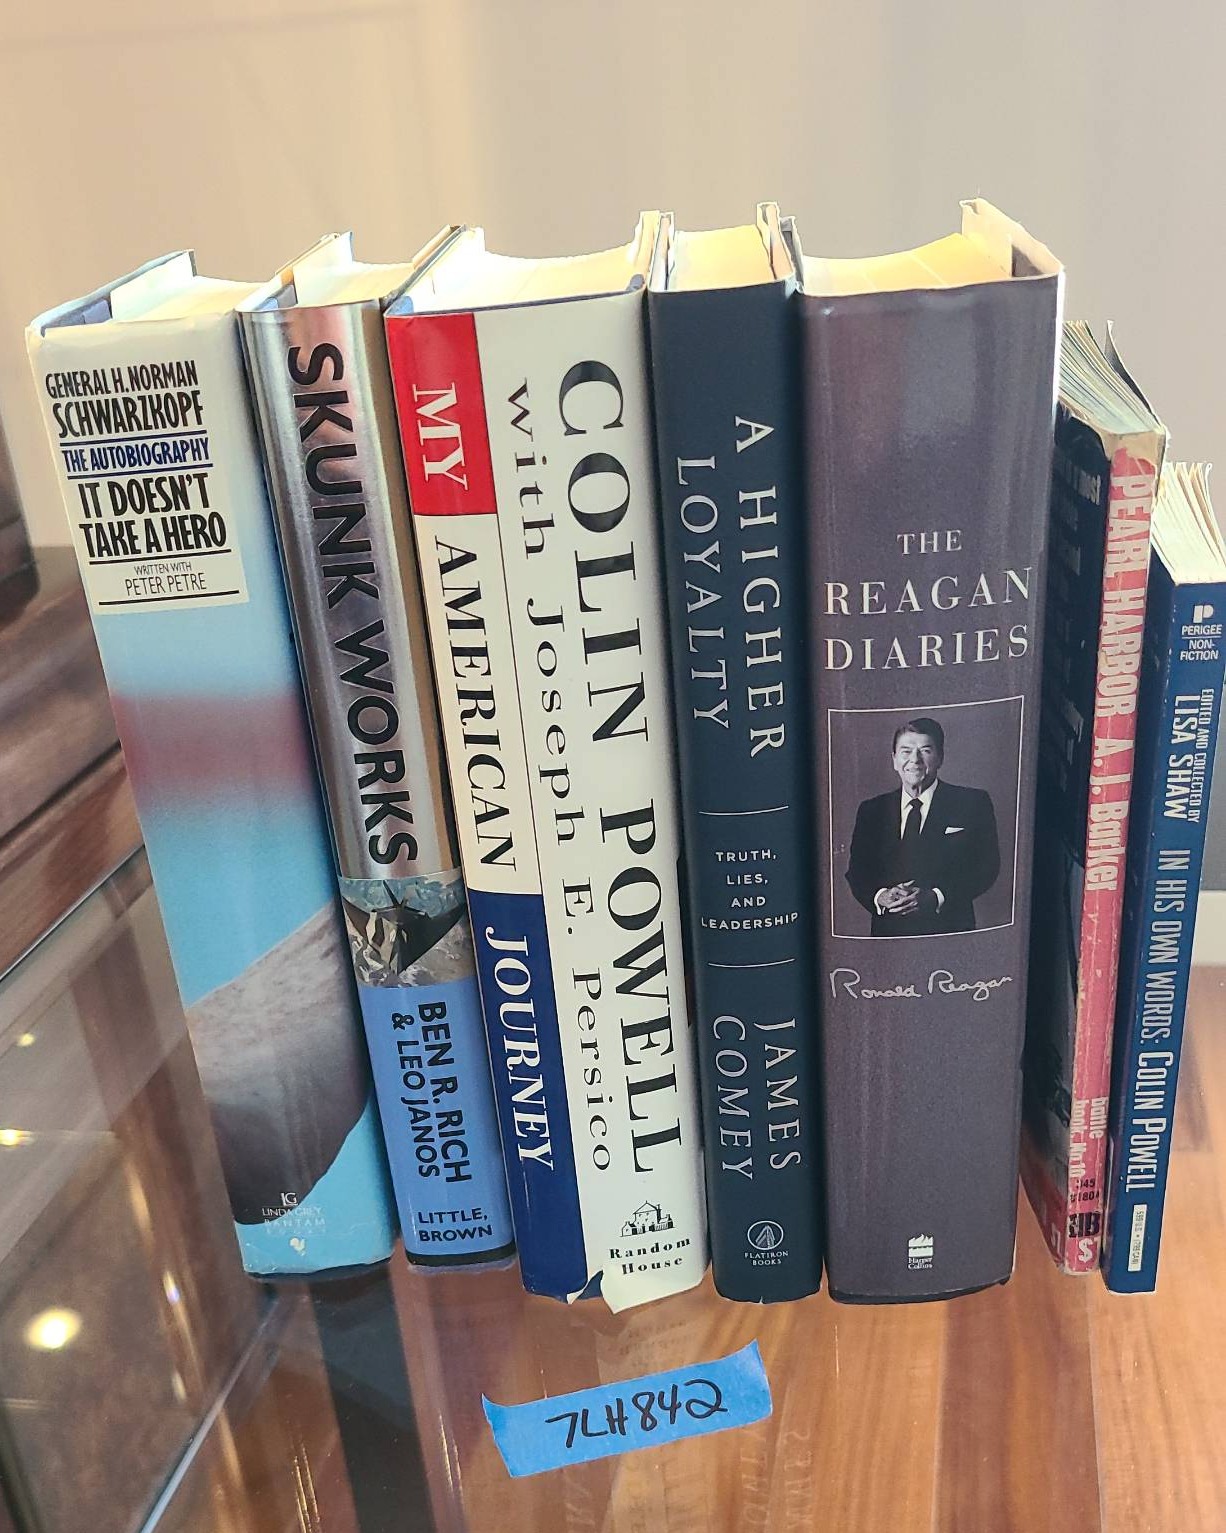 GENERAL H. NORMAN
SCHWARZKOPF
THE AUTOBIOGRAPHY
IT DOESN'T
TAKE A HERO
WRITTEN WITH
PETER PETRE
LG
LINDA GREY
BANTAM
SKUNK WORKS
BEN R. RICH
& LEO JANOS
LITTLE,
BROWN
MY AMERICAN JOURNEY
COLIN POWELL
with Joseph E. Persico
Random
House
A HIGHER
LOYALTY
TRUTH,
LIES,
AND
LEADERSHIP
JAMES
COMEY
FLATIRON
BOOKS
THE
REAGAN
DIARIES
Ronald Reagan
Harper
Collins
PEARL HARBOR A.J. Barker
P
PERIGEE
NON-
FICTION
EDITED AND COLLECTED BY
LISA SHAW
IN HIS OWN WORDS: COLIN POWELL
7LH842